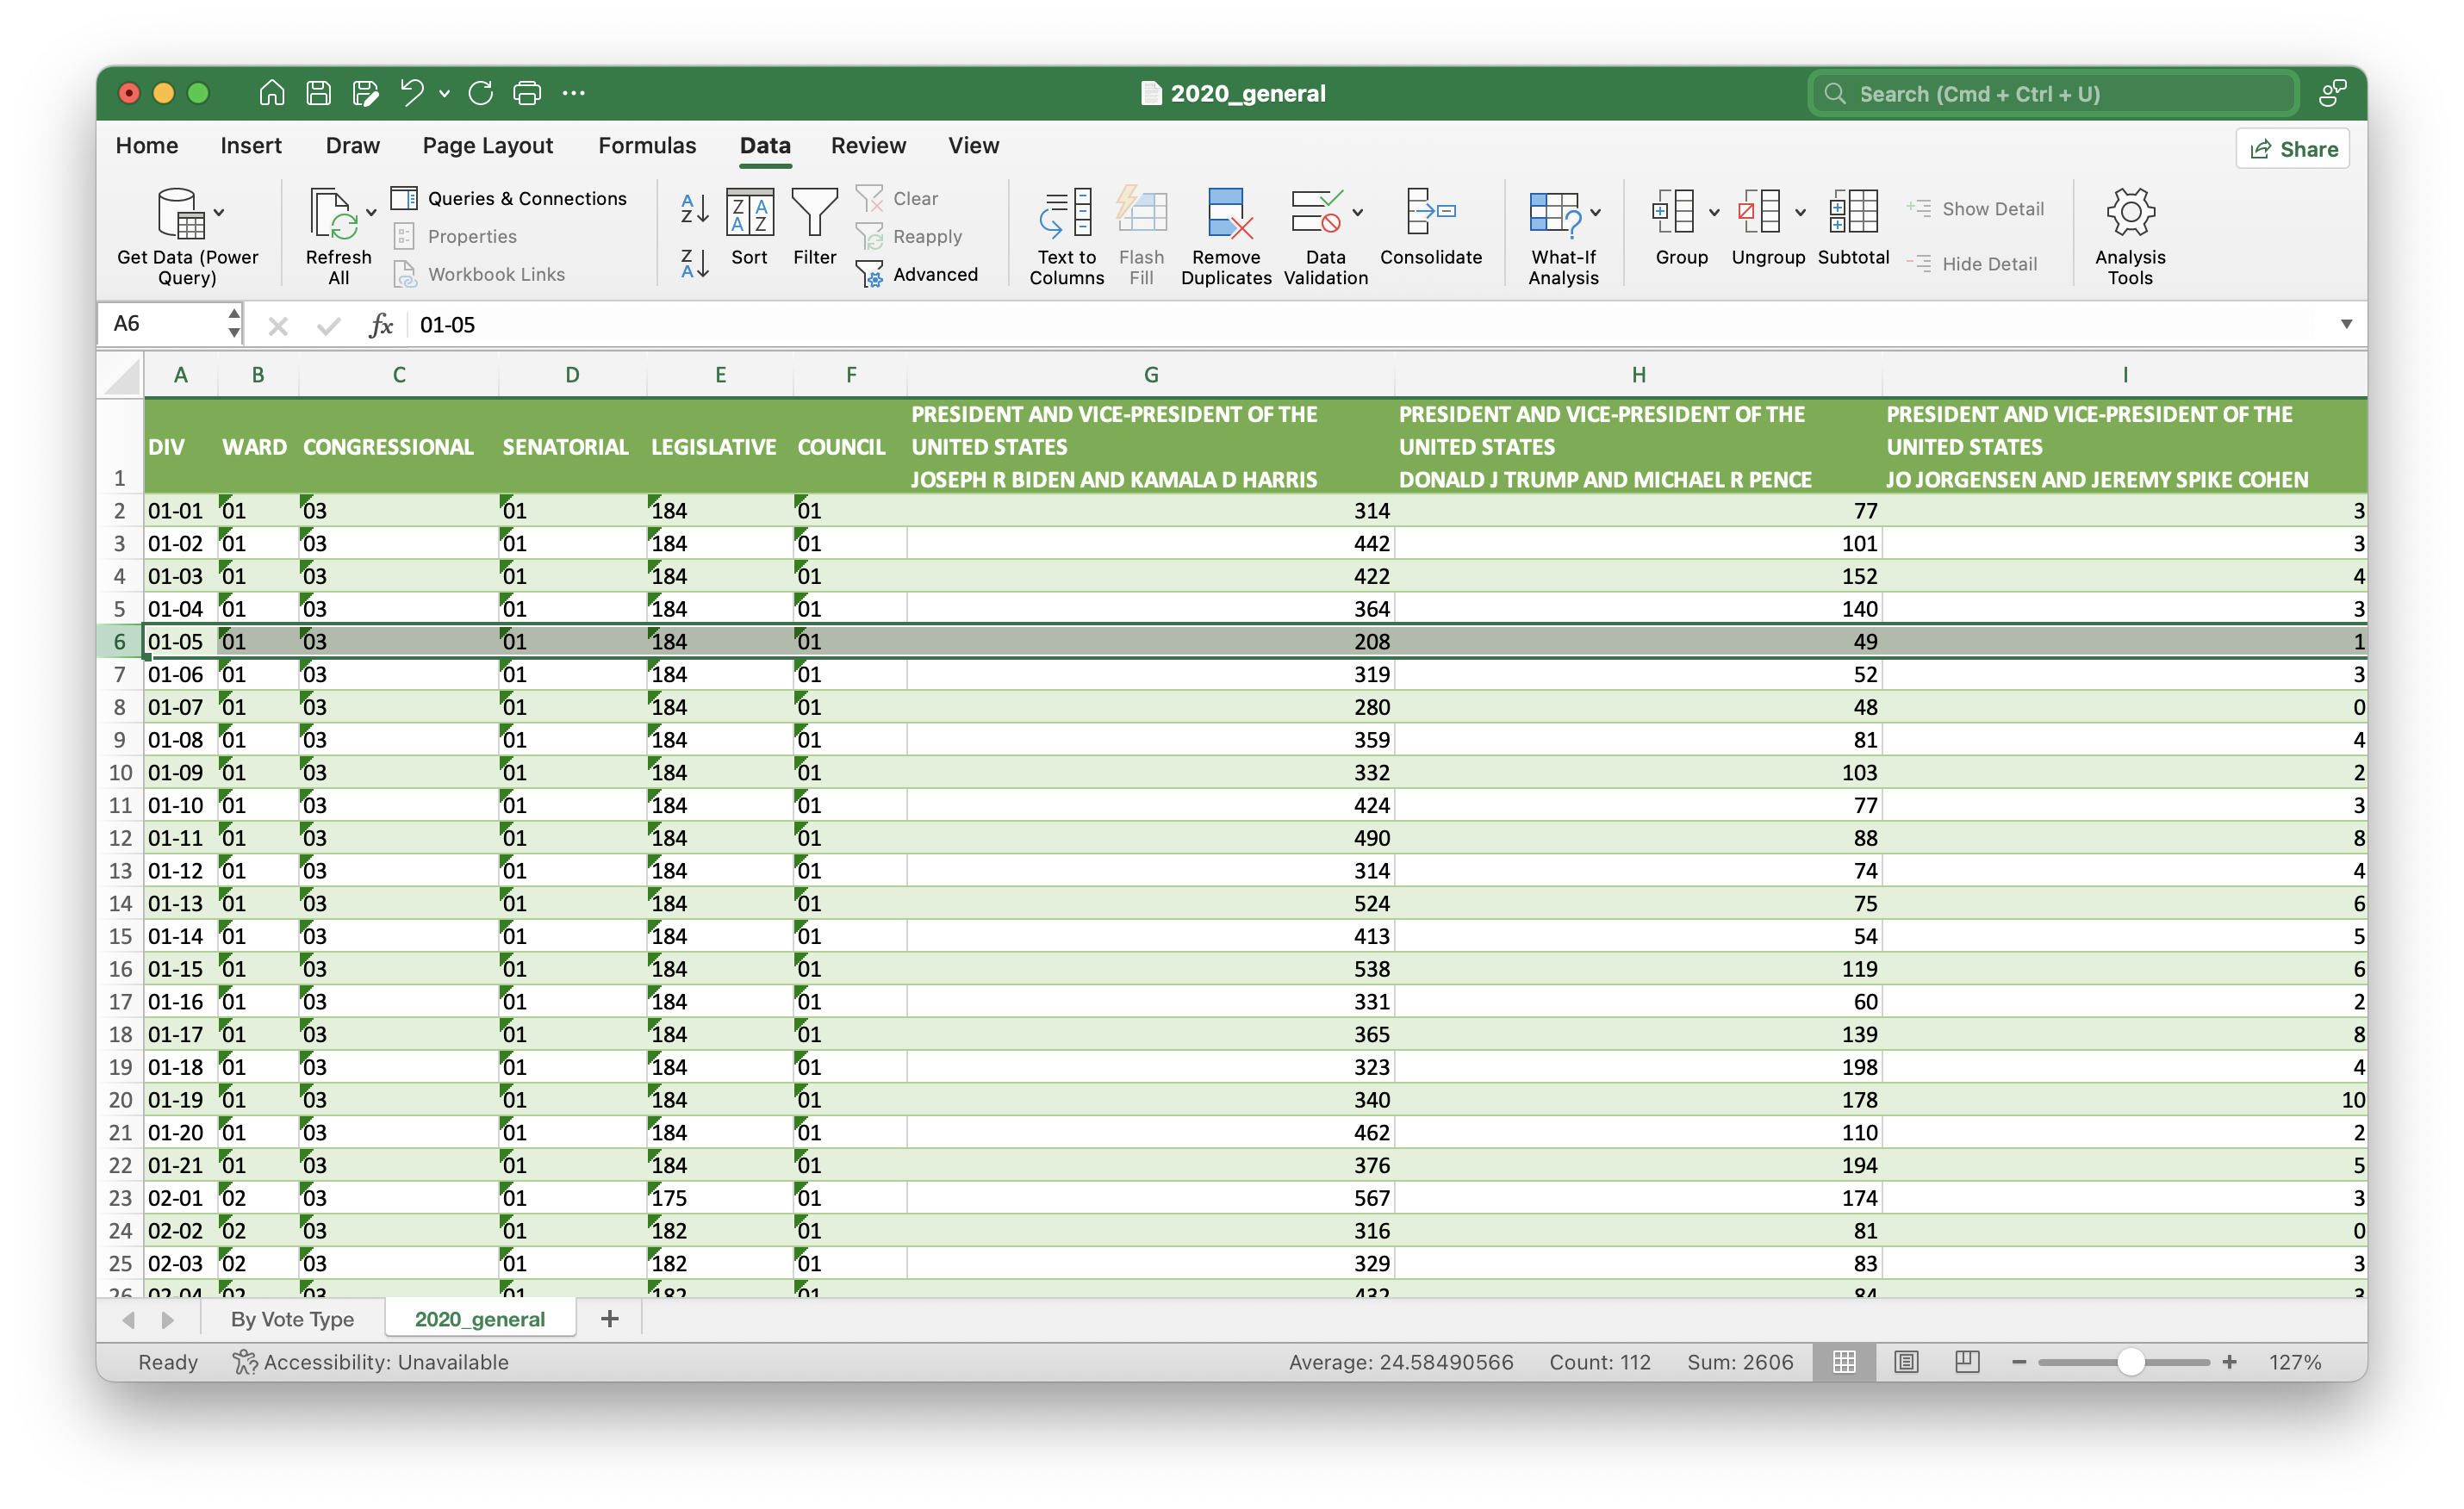 2020_general
Search (Cmd + Ctrl + U)
Home Insert Draw Page Layout Formulas Data Review View Share
Get Data (Power Query)
Refresh All
Queries & Connections
Properties
Workbook Links
Sort
Filter
Clear
Reapply
Advanced
Text to Columns
Flash Fill
Remove Duplicates
Data Validation
Consolidate
What-If Analysis
Group
Ungroup
Subtotal
Show Detail
Hide Detail
Analysis Tools
A6 fx 01-05
A B C D E F G H I
1 DIV WARD CONGRESSIONAL SENATORIAL LEGISLATIVE COUNCIL PRESIDENT AND VICE-PRESIDENT OF THE UNITED STATES JOSEPH R BIDEN AND KAMALA D HARRIS PRESIDENT AND VICE-PRESIDENT OF THE UNITED STATES DONALD J TRUMP AND MICHAEL R PENCE PRESIDENT AND VICE-PRESIDENT OF THE UNITED STATES JO JORGENSEN AND JEREMY SPIKE COHEN
2 01-01 01 03 01 184 01 314 77 3
3 01-02 01 03 01 184 01 442 101 3
4 01-03 01 03 01 184 01 422 152 4
5 01-04 01 03 01 184 01 364 140 3
6 01-05 01 03 01 184 01 208 49 1
7 01-06 01 03 01 184 01 319 52 3
8 01-07 01 03 01 184 01 280 48 0
9 01-08 01 03 01 184 01 359 81 4
10 01-09 01 03 01 184 01 332 103 2
11 01-10 01 03 01 184 01 424 77 3
12 01-11 01 03 01 184 01 490 88 8
13 01-12 01 03 01 184 01 314 74 4
14 01-13 01 03 01 184 01 524 75 6
15 01-14 01 03 01 184 01 413 54 5
16 01-15 01 03 01 184 01 538 119 6
17 01-16 01 03 01 184 01 331 60 2
18 01-17 01 03 01 184 01 365 139 8
19 01-18 01 03 01 184 01 323 198 4
20 01-19 01 03 01 184 01 340 178 10
21 01-20 01 03 01 184 01 462 110 2
22 01-21 01 03 01 184 01 376 194 5
23 02-01 02 03 01 175 01 567 174 3
24 02-02 02 03 01 182 01 316 81 0
25 02-03 02 03 01 182 01 329 83 3
26 02-04 02 03 01 182 01 432 84 3
By Vote Type 2020_general +
Ready Accessibility: Unavailable Average: 24.58490566 Count: 112 Sum: 2606 127%